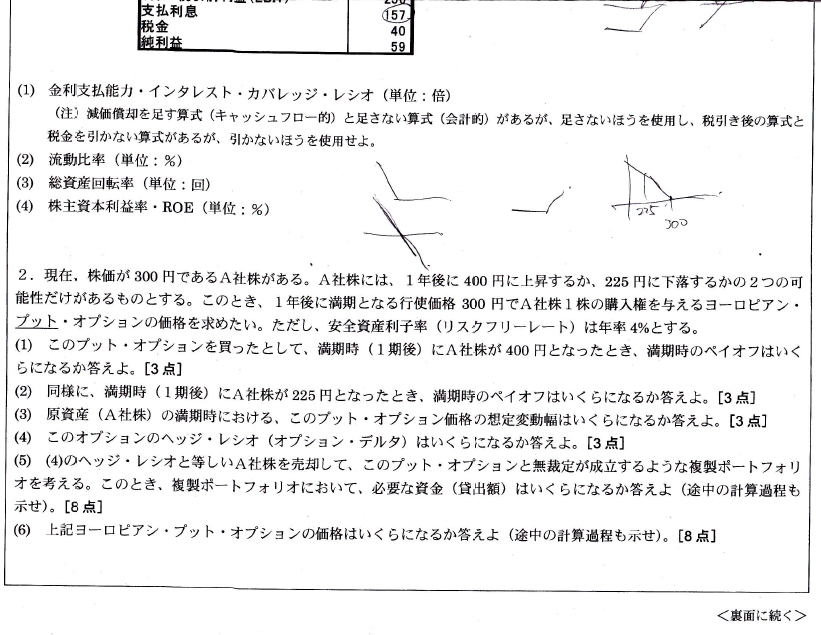 支払利息 157
税金 40
純利益 59
(1) 金利支払能力・インタレスト・カバレッジ・レシオ（単位：倍）
（注）減価償却を足す算式（キャッシュフロー的）と足さない算式（会計的）があるが、足さないほうを使用し、税引き後の算式と
税金を引かない算式があるが、引かないほうを使用せよ。
(2) 流動比率（単位：%）
(3) 総資産回転率（単位：回）
(4) 株主資本利益率・ROE（単位：%）
225
300
2．現在、株価が 300 円であるA社株がある。A社株には、１年後に 400 円に上昇するか、225 円に下落するかの２つの可
能性だけがあるものとする。このとき、１年後に満期となる行使価格 300 円でA社株１株の購入権を与えるヨーロピアン・
プット・オプションの価格を求めたい。ただし、安全資産利子率（リスクフリーレート）は年率 4%とする。
(1) このプット・オプションを買ったとして、満期時（１期後）にA社株が 400 円となったとき、満期時のペイオフはいく
らになるか答えよ。[3 点]
(2) 同様に、満期時（１期後）にA社株が 225 円となったとき、満期時のペイオフはいくらになるか答えよ。[3 点]
(3) 原資産（A社株）の満期時における、このプット・オプション価格の想定変動幅はいくらになるか答えよ。[3 点]
(4) このオプションのヘッジ・レシオ（オプション・デルタ）はいくらになるか答えよ。[3 点]
(5) (4)のヘッジ・レシオと等しいA社株を売却して、このプット・オプションと無裁定が成立するような複製ポートフォリ
オを考える。このとき、複製ポートフォリオにおいて、必要な資金（貸出額）はいくらになるか答えよ（途中の計算過程も
示せ）。[8 点]
(6) 上記ヨーロピアン・プット・オプションの価格はいくらになるか答えよ（途中の計算過程も示せ）。[8 点]
＜裏面に続く＞